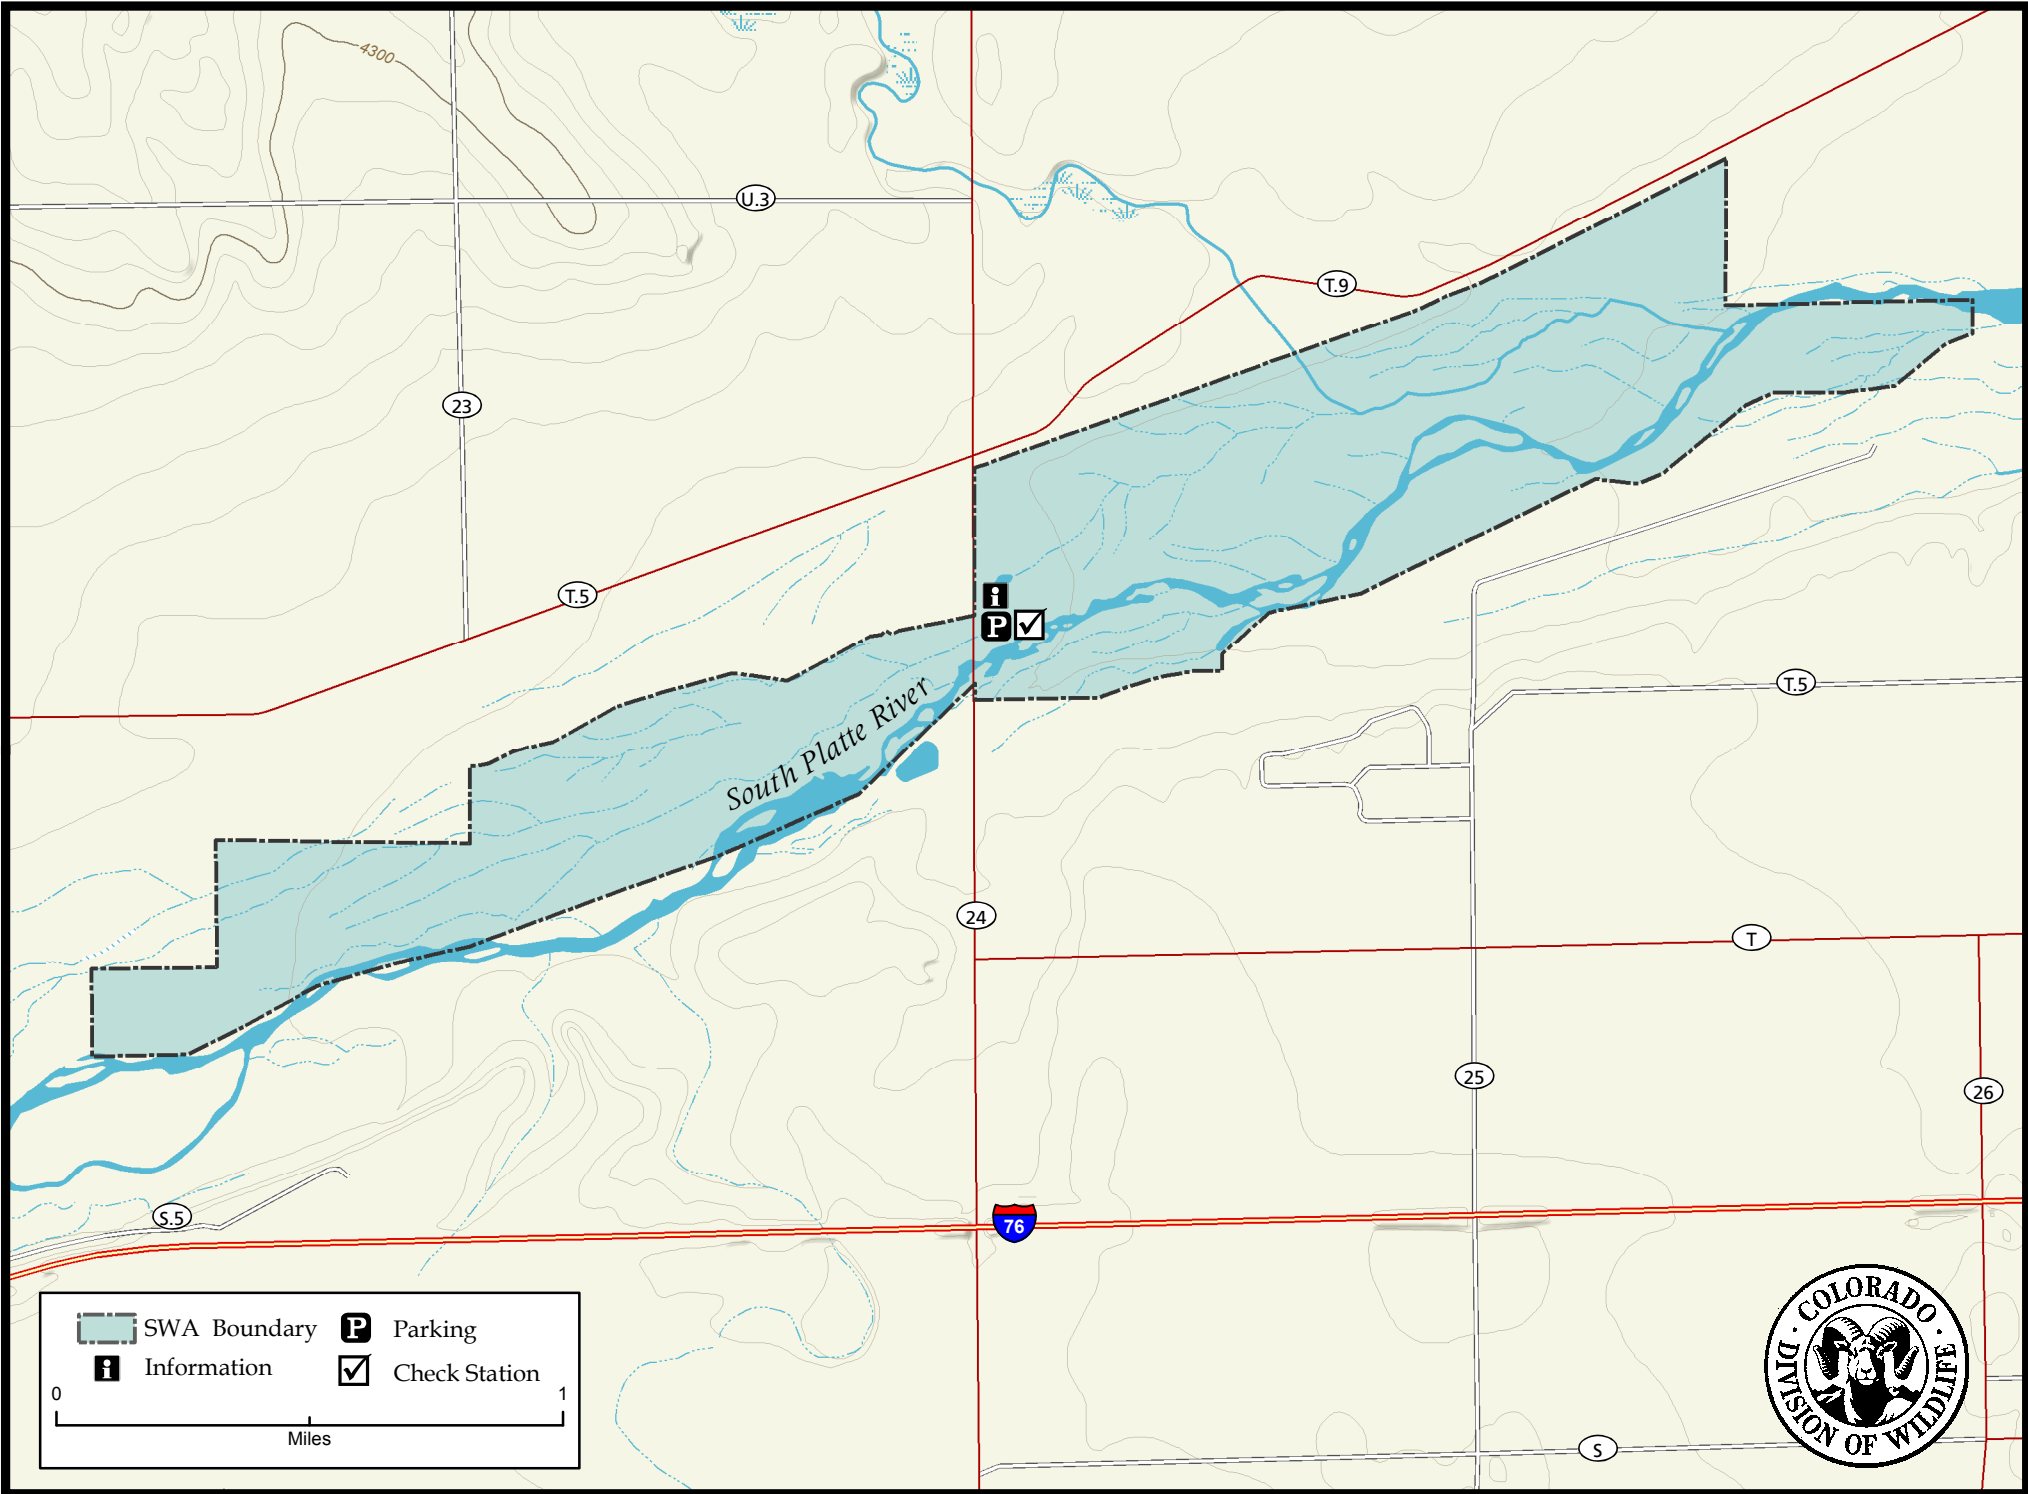 4300
U.3
T.9
23
T.5
South Platte River
T.5
24
T
25
26
S.5
76
S
SWA Boundary
Parking
Information
Check Station
0
1
Miles
COLORADO
DIVISION OF WILDLIFE